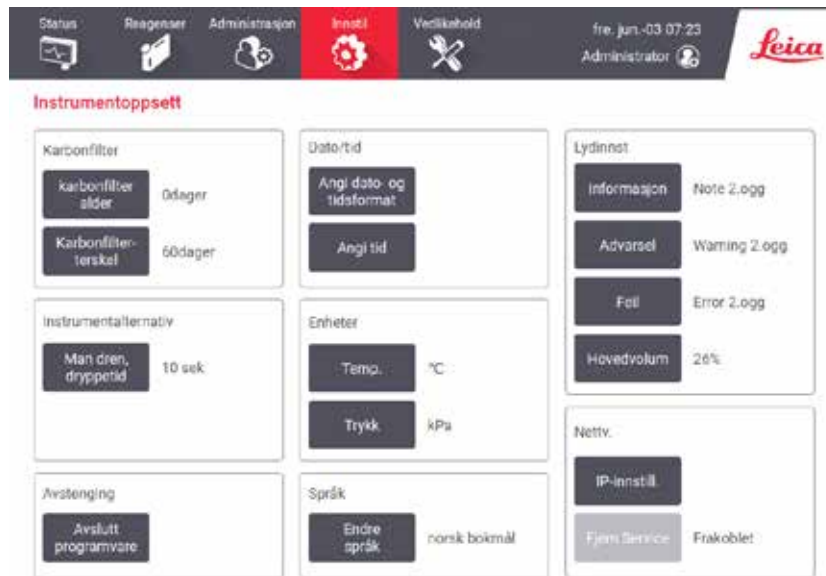 Status Reagenser Administrasjon Innstil Vedlikehold
fre. jun.-03 07:23
Administrator
Leica
Instrumentoppsett
Karbonfilter
karbonfilter
alder
0dager
Karbonfilter-
terskel
60dager
Dato/tid
Angi dato- og
tidsformat
Angi tid
Lydinnst
Informasjon Note 2.ogg
Advarsel Warning 2.ogg
Feil Error 2.ogg
Hovedvolum 26%
Instrumentalternativ
Man dren,
dryppetid
10 sek
Enheter
Temp. °C
Trykk kPa
Nettv.
IP-innstill.
Fjern Service Frakoblet
Avstenging
Avslutt
programvare
Språk
Endre
språk
norsk bokmål